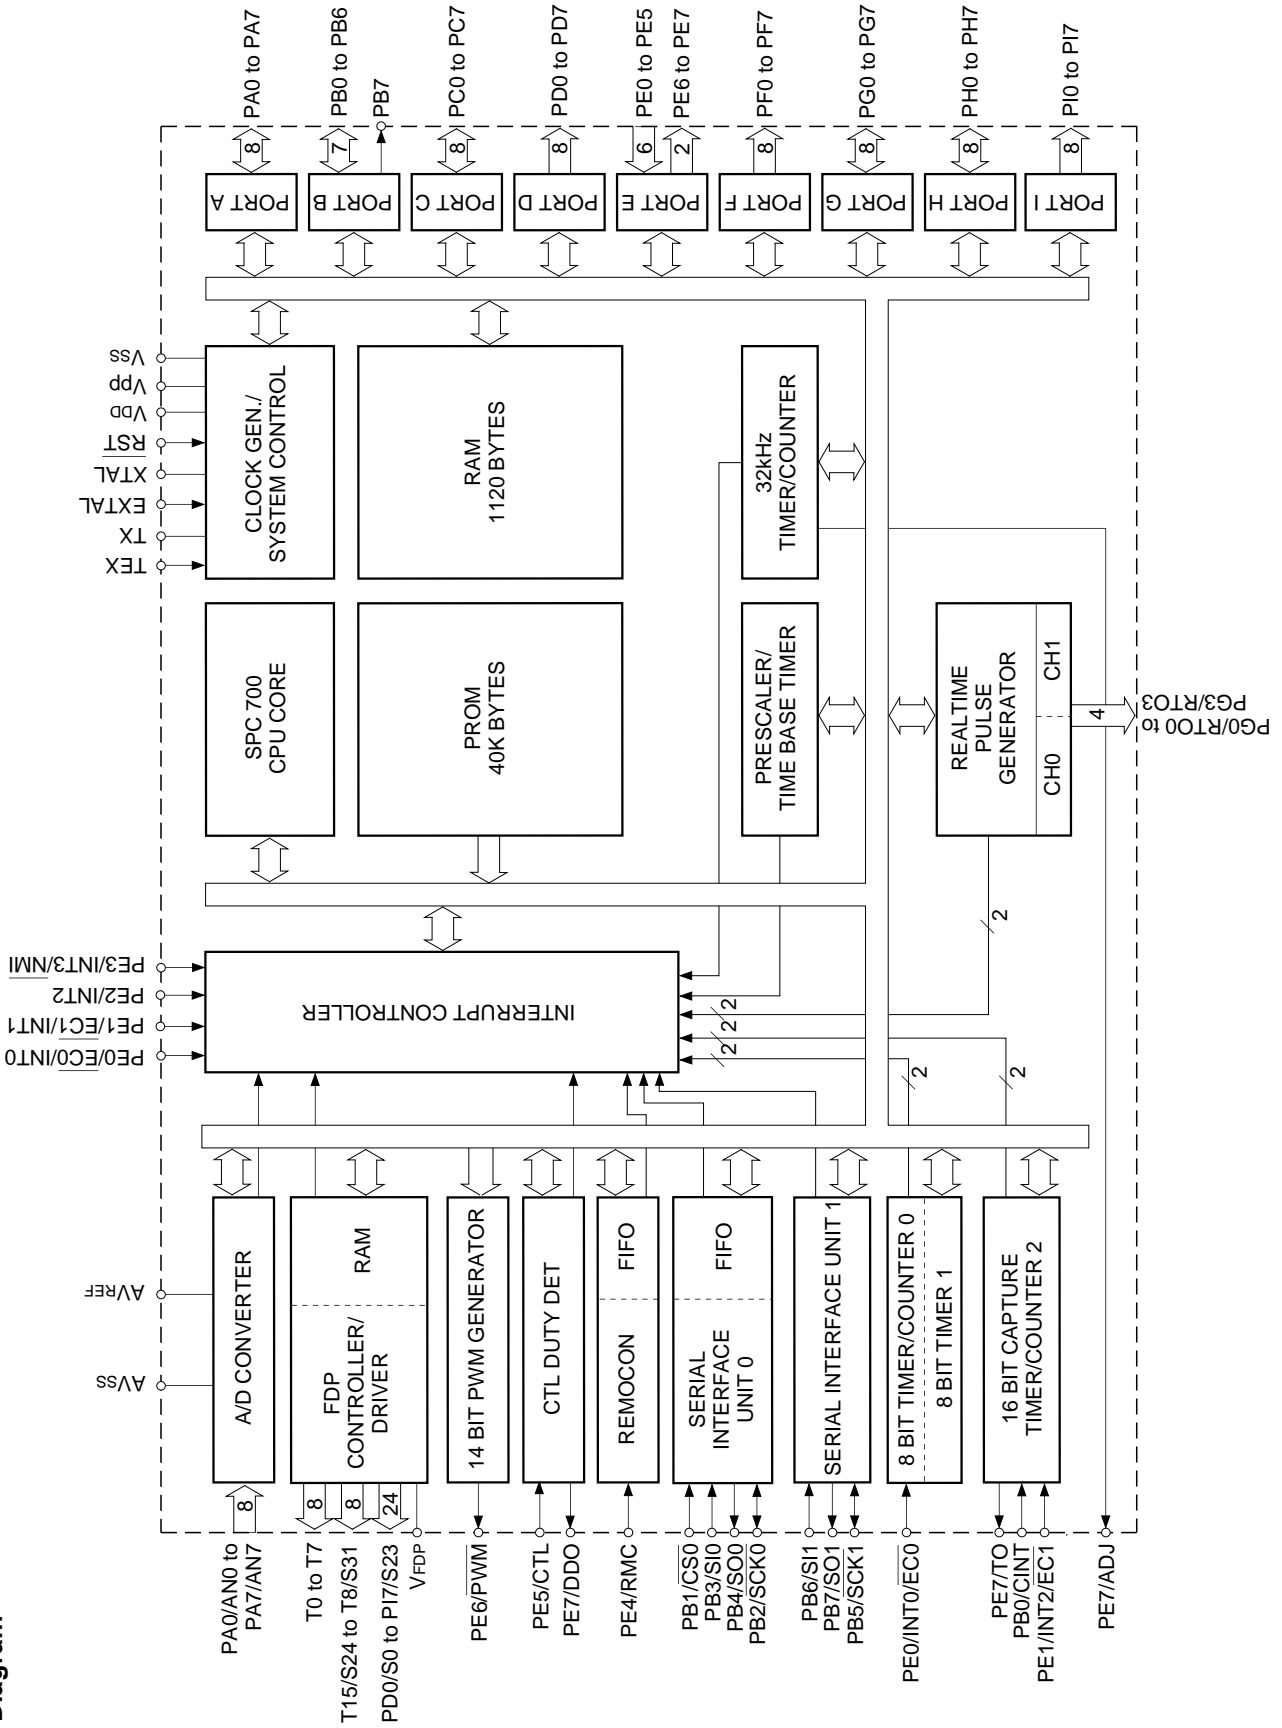 Diagram
PA0 to PA7
PB0 to PB6
PB7
PC0 to PC7
PD0 to PD7
PE0 to PE5
PE6 to PE7
PF0 to PF7
PG0 to PG7
PH0 to PH7
PI0 to PI7
8
7
8
8
6
2
8
8
8
8
PORT A
PORT B
PORT C
PORT D
PORT E
PORT F
PORT G
PORT H
PORT I
VSS
Vpp
VDD
RST
XTAL
EXTAL
TX
TEX
CLOCK GEN./
SYSTEM CONTROL
RAM
1120 BYTES
32kHz
TIMER/COUNTER
SPC 700
CPU CORE
PROM
40K BYTES
PRESCALER/
TIME BASE TIMER
REALTIME
PULSE
GENERATOR
CH0
CH1
4
PG0/RTO0 to
PG3/RTO3
2
PE3/INT3/NMI
PE2/INT2
PE1/EC1/INT1
PE0/EC0/INT0
INTERRUPT CONTROLLER
2
2
2
2
2
AVREF
AVSS
A/D CONVERTER
FDP
CONTROLLER/
DRIVER
RAM
14 BIT PWM GENERATOR
CTL DUTY DET
REMOCON
FIFO
SERIAL
INTERFACE
UNIT 0
FIFO
SERIAL INTERFACE UNIT 1
8 BIT TIMER/COUNTER 0
8 BIT TIMER 1
16 BIT CAPTURE
TIMER/COUNTER 2
8
8
8
24
PA0/AN0 to
PA7/AN7
T0 to T7
T15/S24 to T8/S31
PD0/S0 to PI7/S23
VFDP
PE6/PWM
PE5/CTL
PE7/DDO
PE4/RMC
PB1/CS0
PB3/SI0
PB4/SO0
PB2/SCK0
PB6/SI1
PB7/SO1
PB5/SCK1
PE0/INT0/EC0
PE7/TO
PB0/CINT
PE1/INT2/EC1
PE7/ADJ